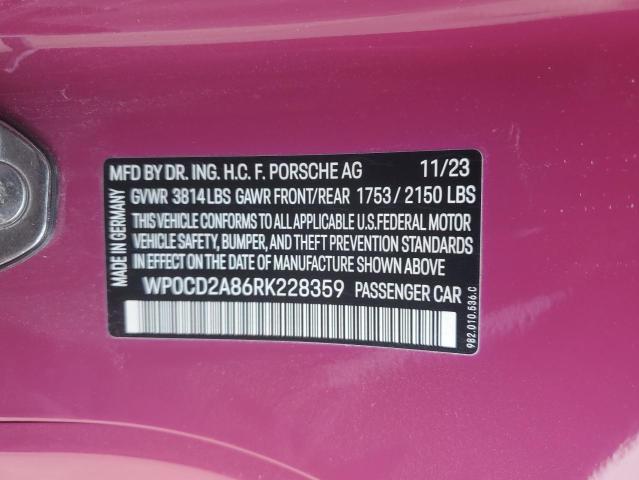 MFD BY DR. ING. H.C. F. PORSCHE AG 11/23
GVWR 3814 LBS GAWR FRONT/REAR 1753 / 2150 LBS
THIS VEHICLE CONFORMS TO ALL APPLICABLE U.S. FEDERAL MOTOR
VEHICLE SAFETY, BUMPER, AND THEFT PREVENTION STANDARDS
IN EFFECT ON THE DATE OF MANUFACTURE SHOWN ABOVE
WP0CD2A86RK228359 PASSENGER CAR
MADE IN GERMANY
982.010.536.C